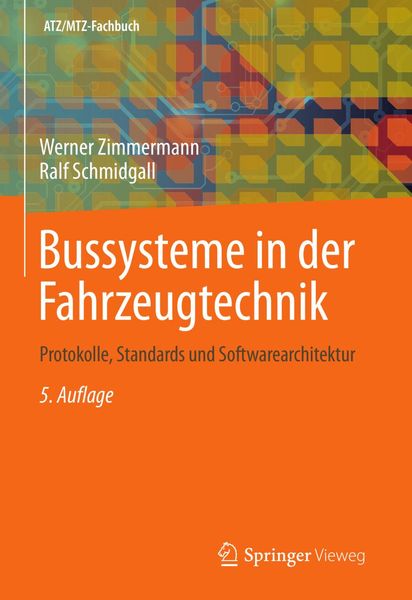 ATZ/MTZ-Fachbuch
Werner Zimmermann
Ralf Schmidgall
Bussysteme in der
Fahrzeugtechnik
Protokolle, Standards und Softwarearchitektur
5. Auflage
Springer Vieweg